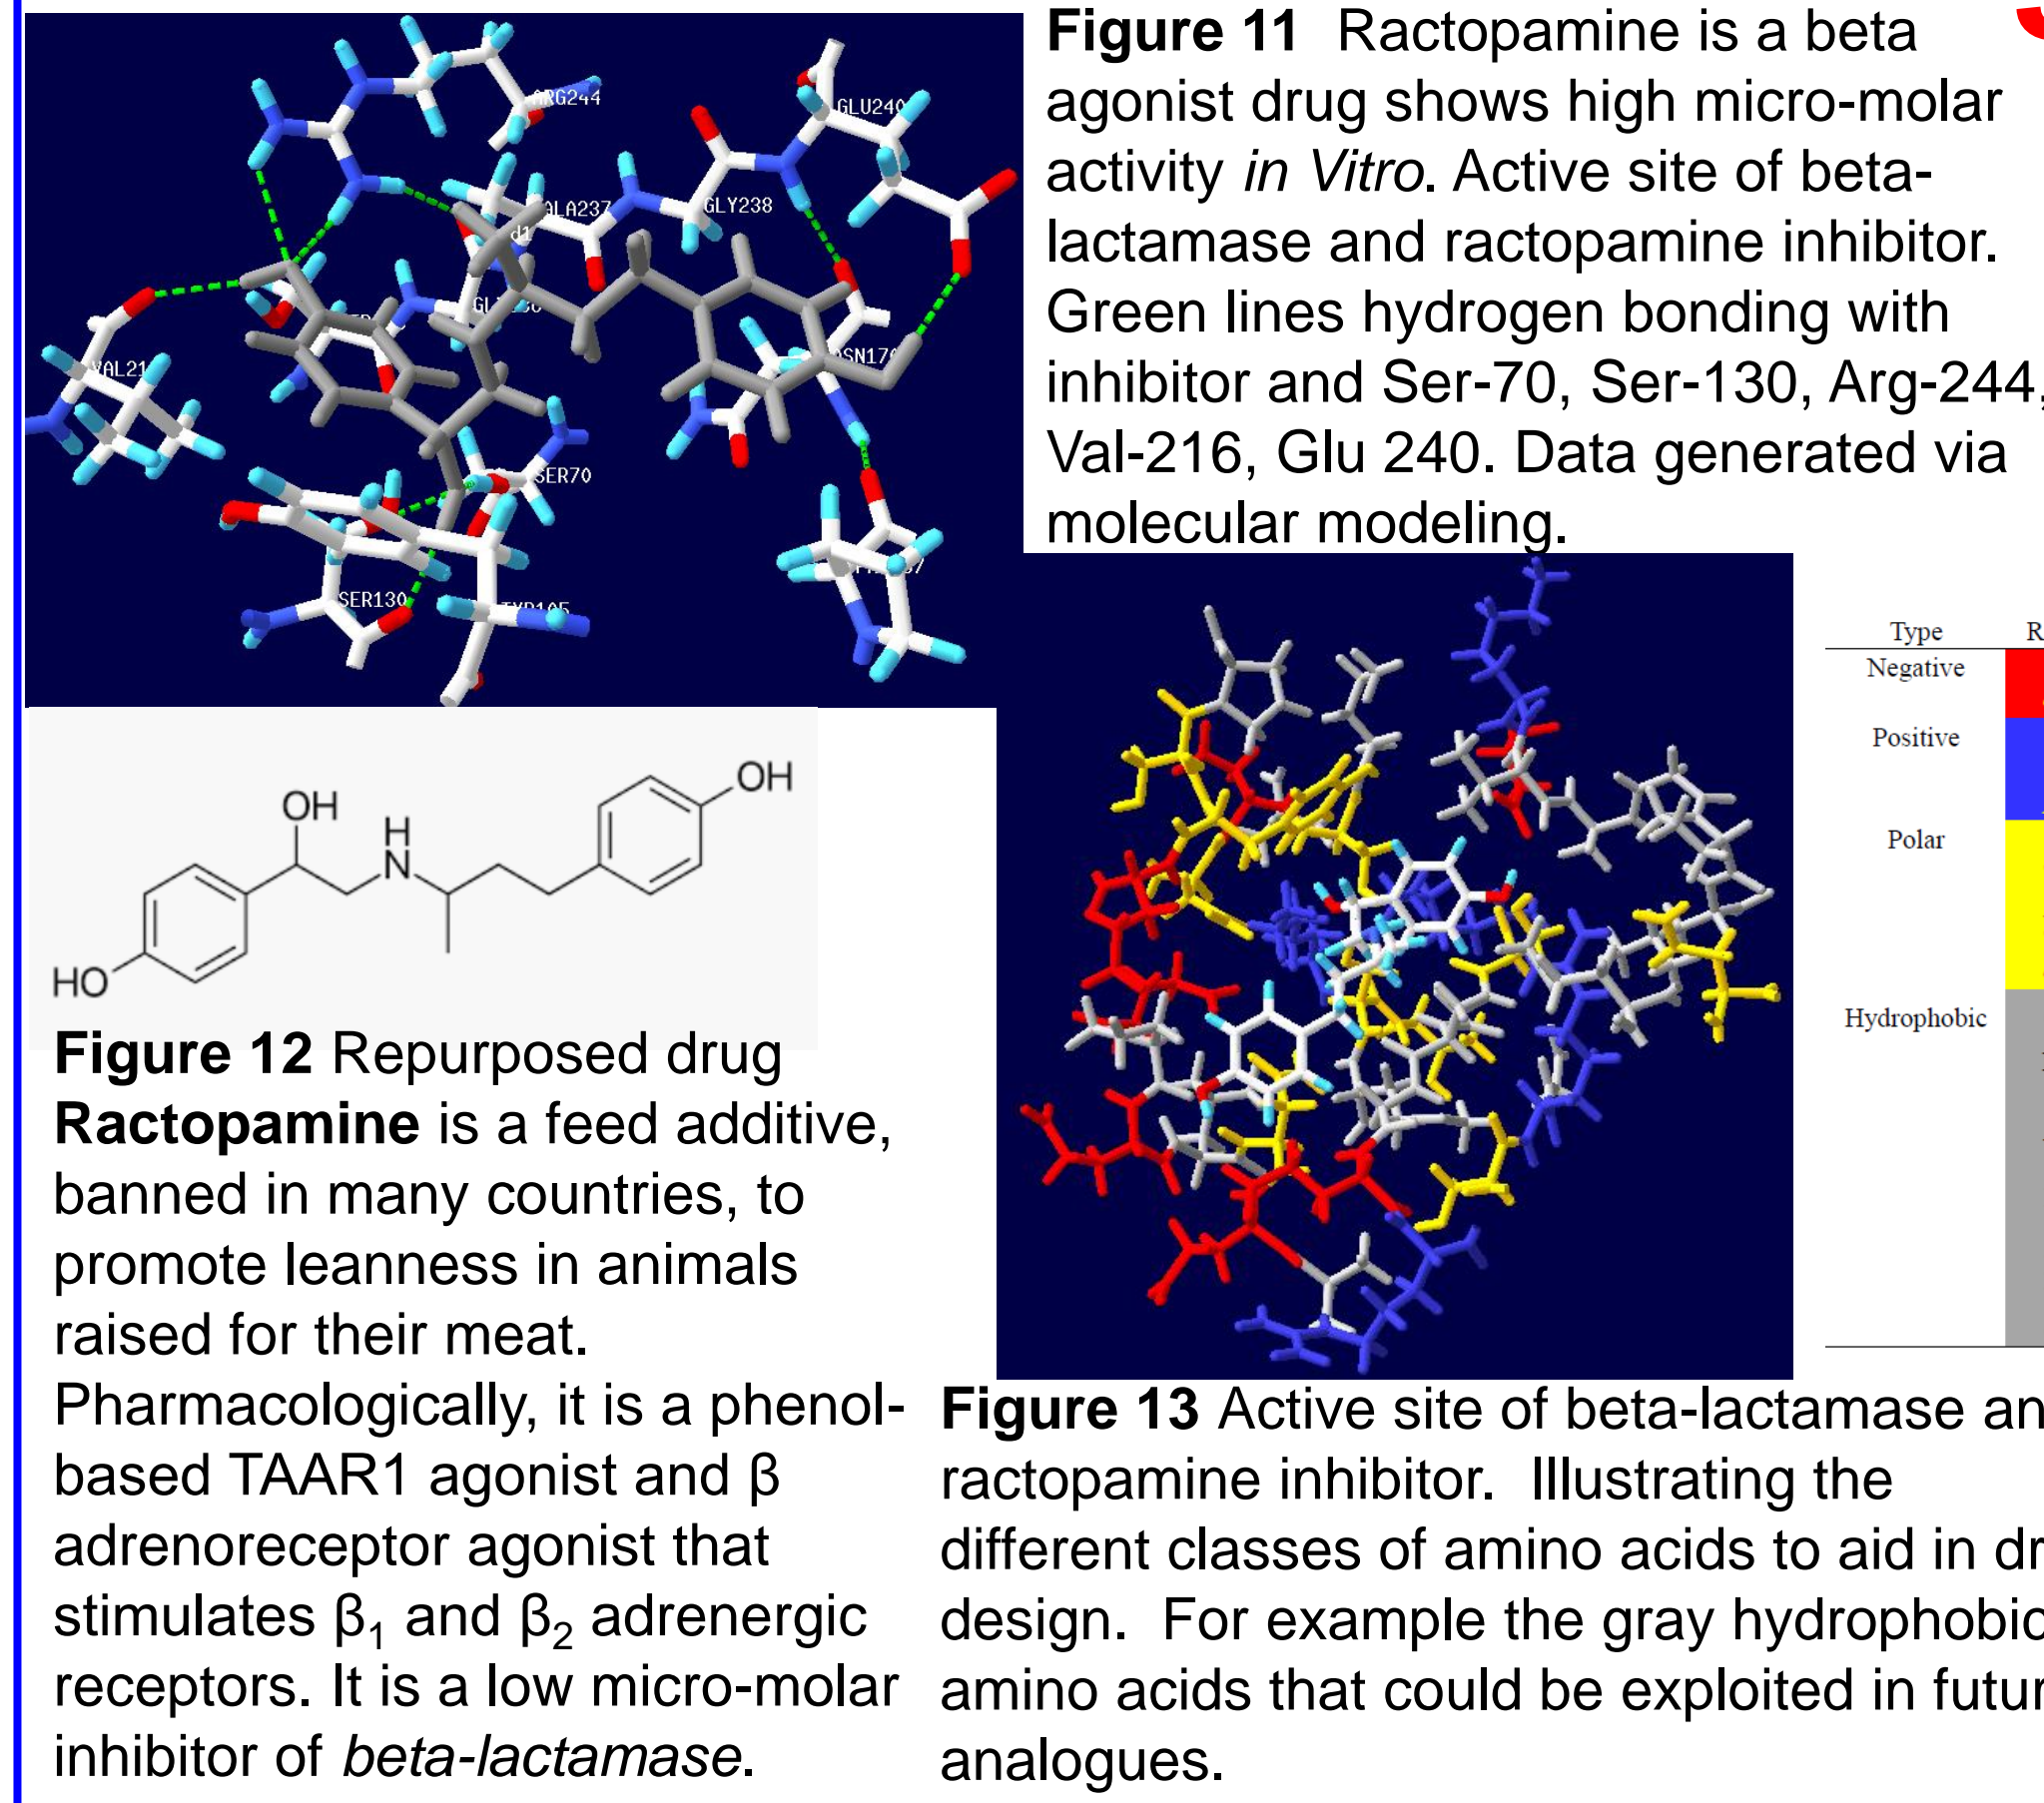 Figure 11 Ractopamine is a beta
agonist drug shows high micro-molar
activity in Vitro. Active site of beta-
lactamase and ractopamine inhibitor.
Green lines hydrogen bonding with
inhibitor and Ser-70, Ser-130, Arg-244,
Val-216, Glu 240. Data generated via
molecular modeling.
ARG244
GLU240
ALA237
GLY238
VAL21
ASN170
SER70
SER130
TYR105
OH
OH
H
N
HO
Figure 12 Repurposed drug
Ractopamine is a feed additive,
banned in many countries, to
promote leanness in animals
raised for their meat.
Pharmacologically, it is a phenol-
based TAAR1 agonist and β
adrenoreceptor agonist that
stimulates β₁ and β₂ adrenergic
receptors. It is a low micro-molar
inhibitor of beta-lactamase.
Type R
Negative
Positive
Polar
Hydrophobic
Figure 13 Active site of beta-lactamase an
ractopamine inhibitor. Illustrating the
different classes of amino acids to aid in dr
design. For example the gray hydrophobic
amino acids that could be exploited in futur
analogues.